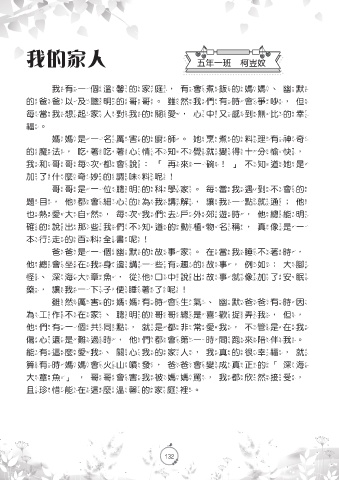 我的家人
五年一班　柯豈妏
我有一個溫馨的家庭，有會煮飯的媽媽、幽默
的爸爸以及聰明的哥哥。雖然我們有時會爭吵，但
每當我想起家人對我的關愛，心中又感到無比的幸
福。
媽媽是一名厲害的廚師。她烹煮的料理有神奇
的魔法，吃著吃著心情不知不覺就變得十分愉快，
我和哥哥每次都會說：「再來一碗！」不知道她是
加了什麼奇妙的調味料呢！
哥哥是一位聰明的科學家。每當我遇到不會的
題目，他都會細心的為我講解，讓我一點就通；他
也熱愛大自然，每次我們去戶外郊遊時，他總能明
確的說出那些我們不知道的動植物名稱，真像是一
本行走的百科全書呢！
爸爸是一個幽默的故事家。在當我睡不著時，
他總會坐在我身邊講一些有趣的故事，例如：大腳
怪、深海大章魚，從他口中說出故事就像加了安眠
藥，讓我一下子便睡著了呢！
雖然厲害的媽媽有時會生氣、幽默爸爸有時因
為工作不在家、聰明的哥哥總是喜歡捉弄我，但，
他們有一個共同點，就是都非常愛我，不管是在我
傷心還是難過時，他們都會第一時間跑來陪伴我。
能有這麼愛我、關心我的家人，我真的很幸福，就
算有時媽媽會火山噴發，爸爸會變成真正的「深海
大章魚」，哥哥會害我被媽媽罵，我都欣然接受，
且珍惜能在這麼溫馨的家庭裡。
132